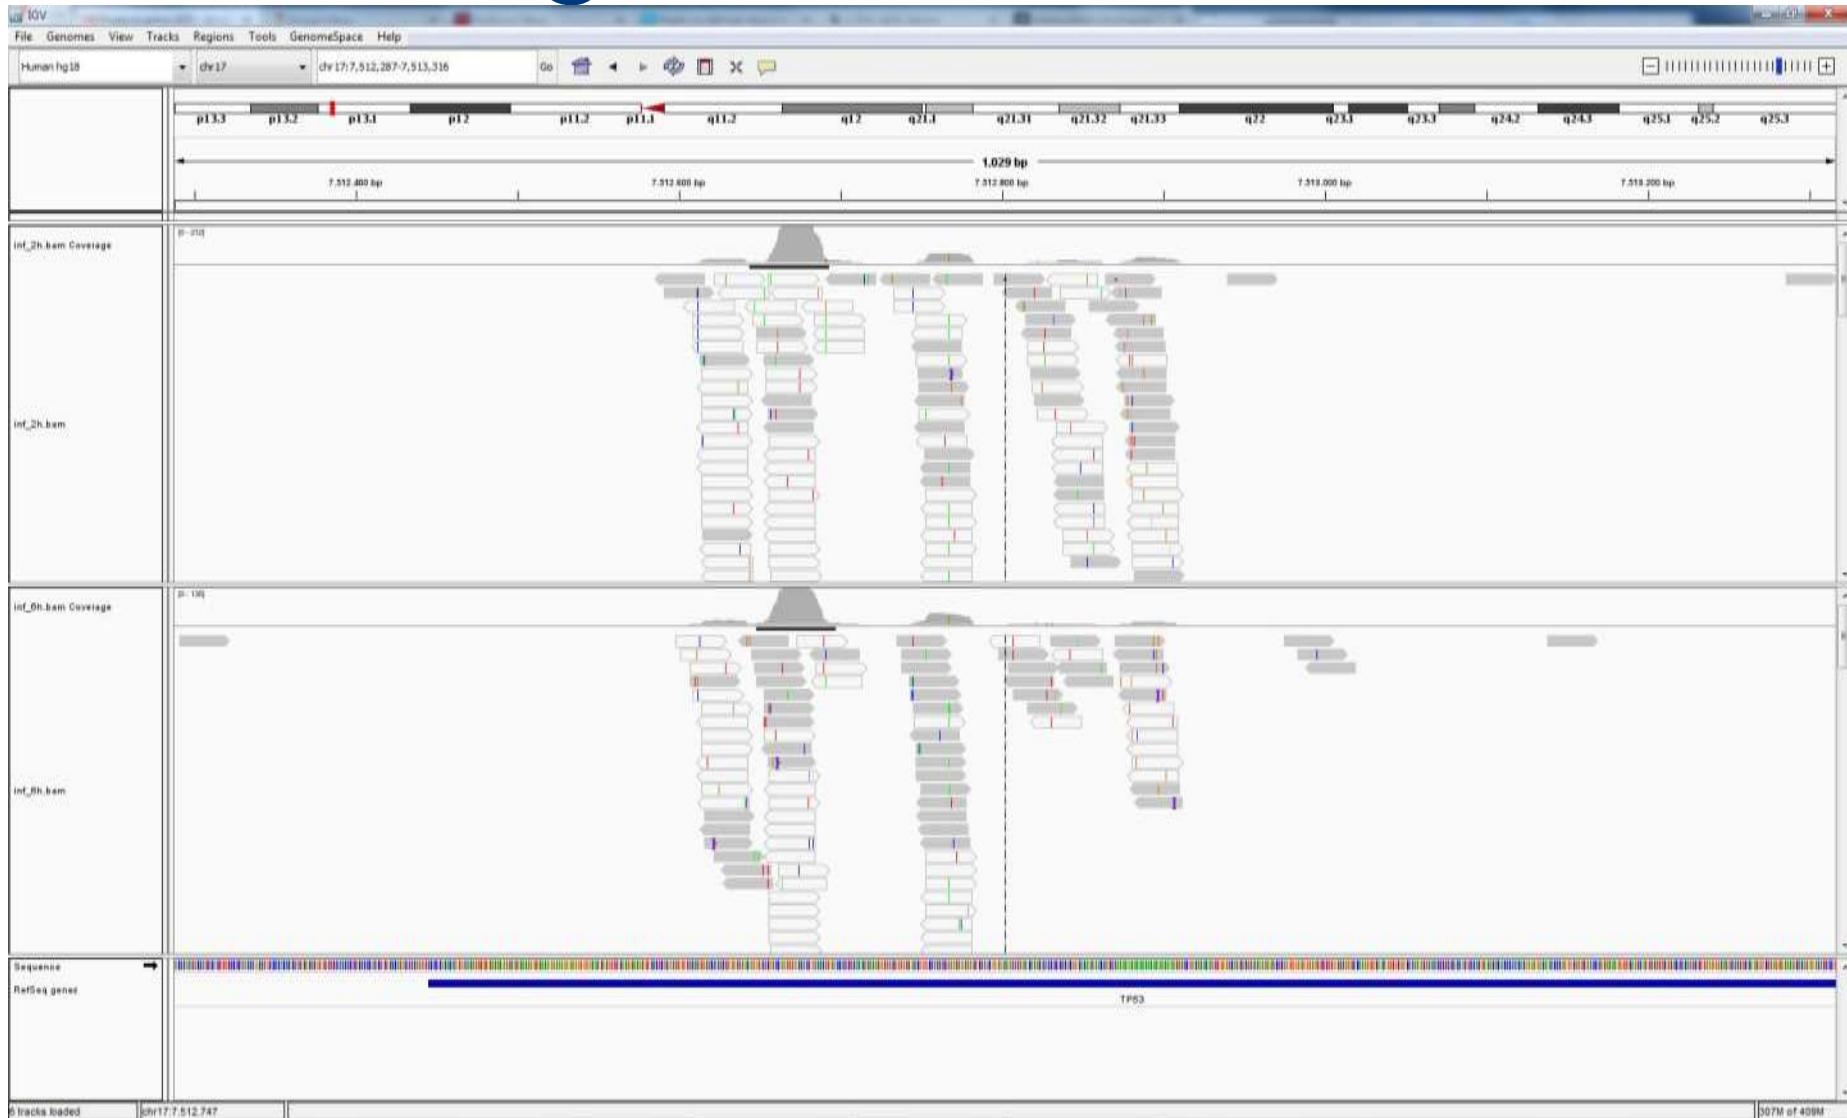 IGV
File Genomes View Tracks Regions Tools GenomeSpace Help
Human hg18 chr17 chr17:7,512,287-7,513,316 Go
p13.3 p13.2 p13.1 p12 p11.2 p11.1 q11.2 q12 q21.1 q21.31 q21.32 q21.33 q22 q23.1 q23.3 q24.2 q24.3 q25.1 q25.2 q25.3
1,029 bp
7,512,400 bp 7,512,600 bp 7,512,800 bp 7,513,000 bp 7,513,200 bp
inf_2h.bam Coverage
inf_2h.bam
inf_6h.bam Coverage
inf_6h.bam
Sequence
RefSeq genes
TP53
6 tracks loaded chr17:7,512,747 307M of 409M